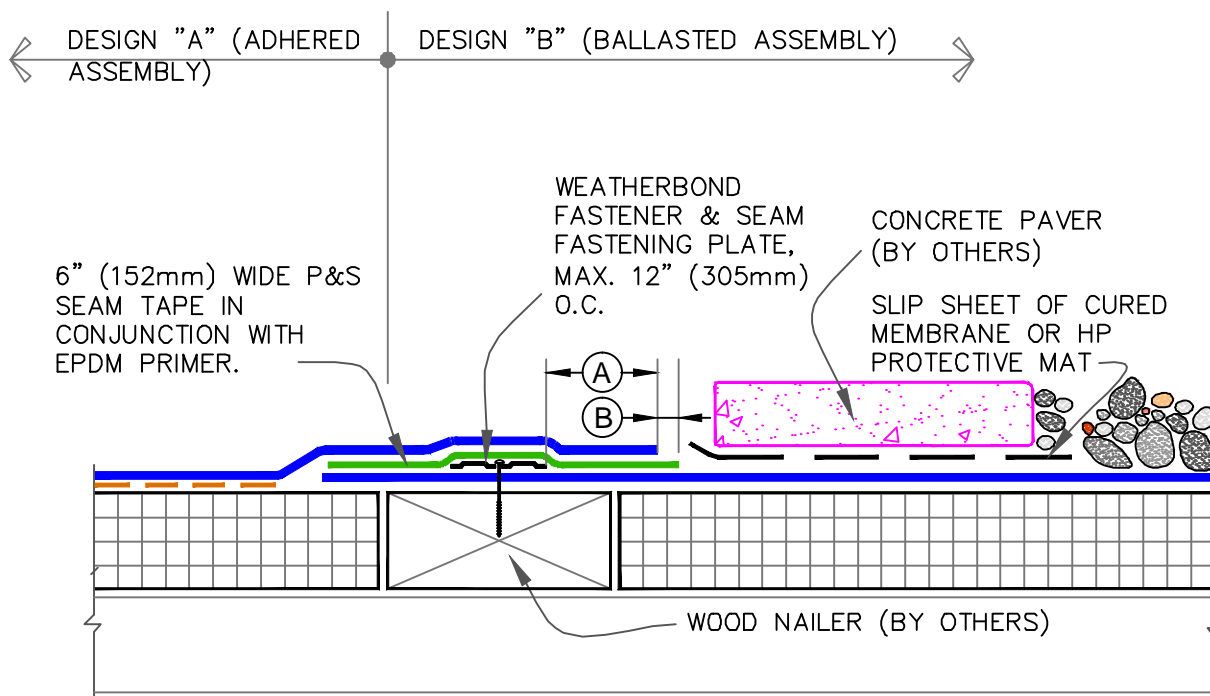 DESIGN "A" (ADHERED
ASSEMBLY)
DESIGN "B" (BALLASTED ASSEMBLY)
WEATHERBOND
FASTENER & SEAM
FASTENING PLATE,
MAX. 12" (305mm)
O.C.
CONCRETE PAVER
(BY OTHERS)
6" (152mm) WIDE P&S
SEAM TAPE IN
CONJUNCTION WITH
EPDM PRIMER.
SLIP SHEET OF CURED
MEMBRANE OR HP
PROTECTIVE MAT
A
B
WOOD NAILER (BY OTHERS)